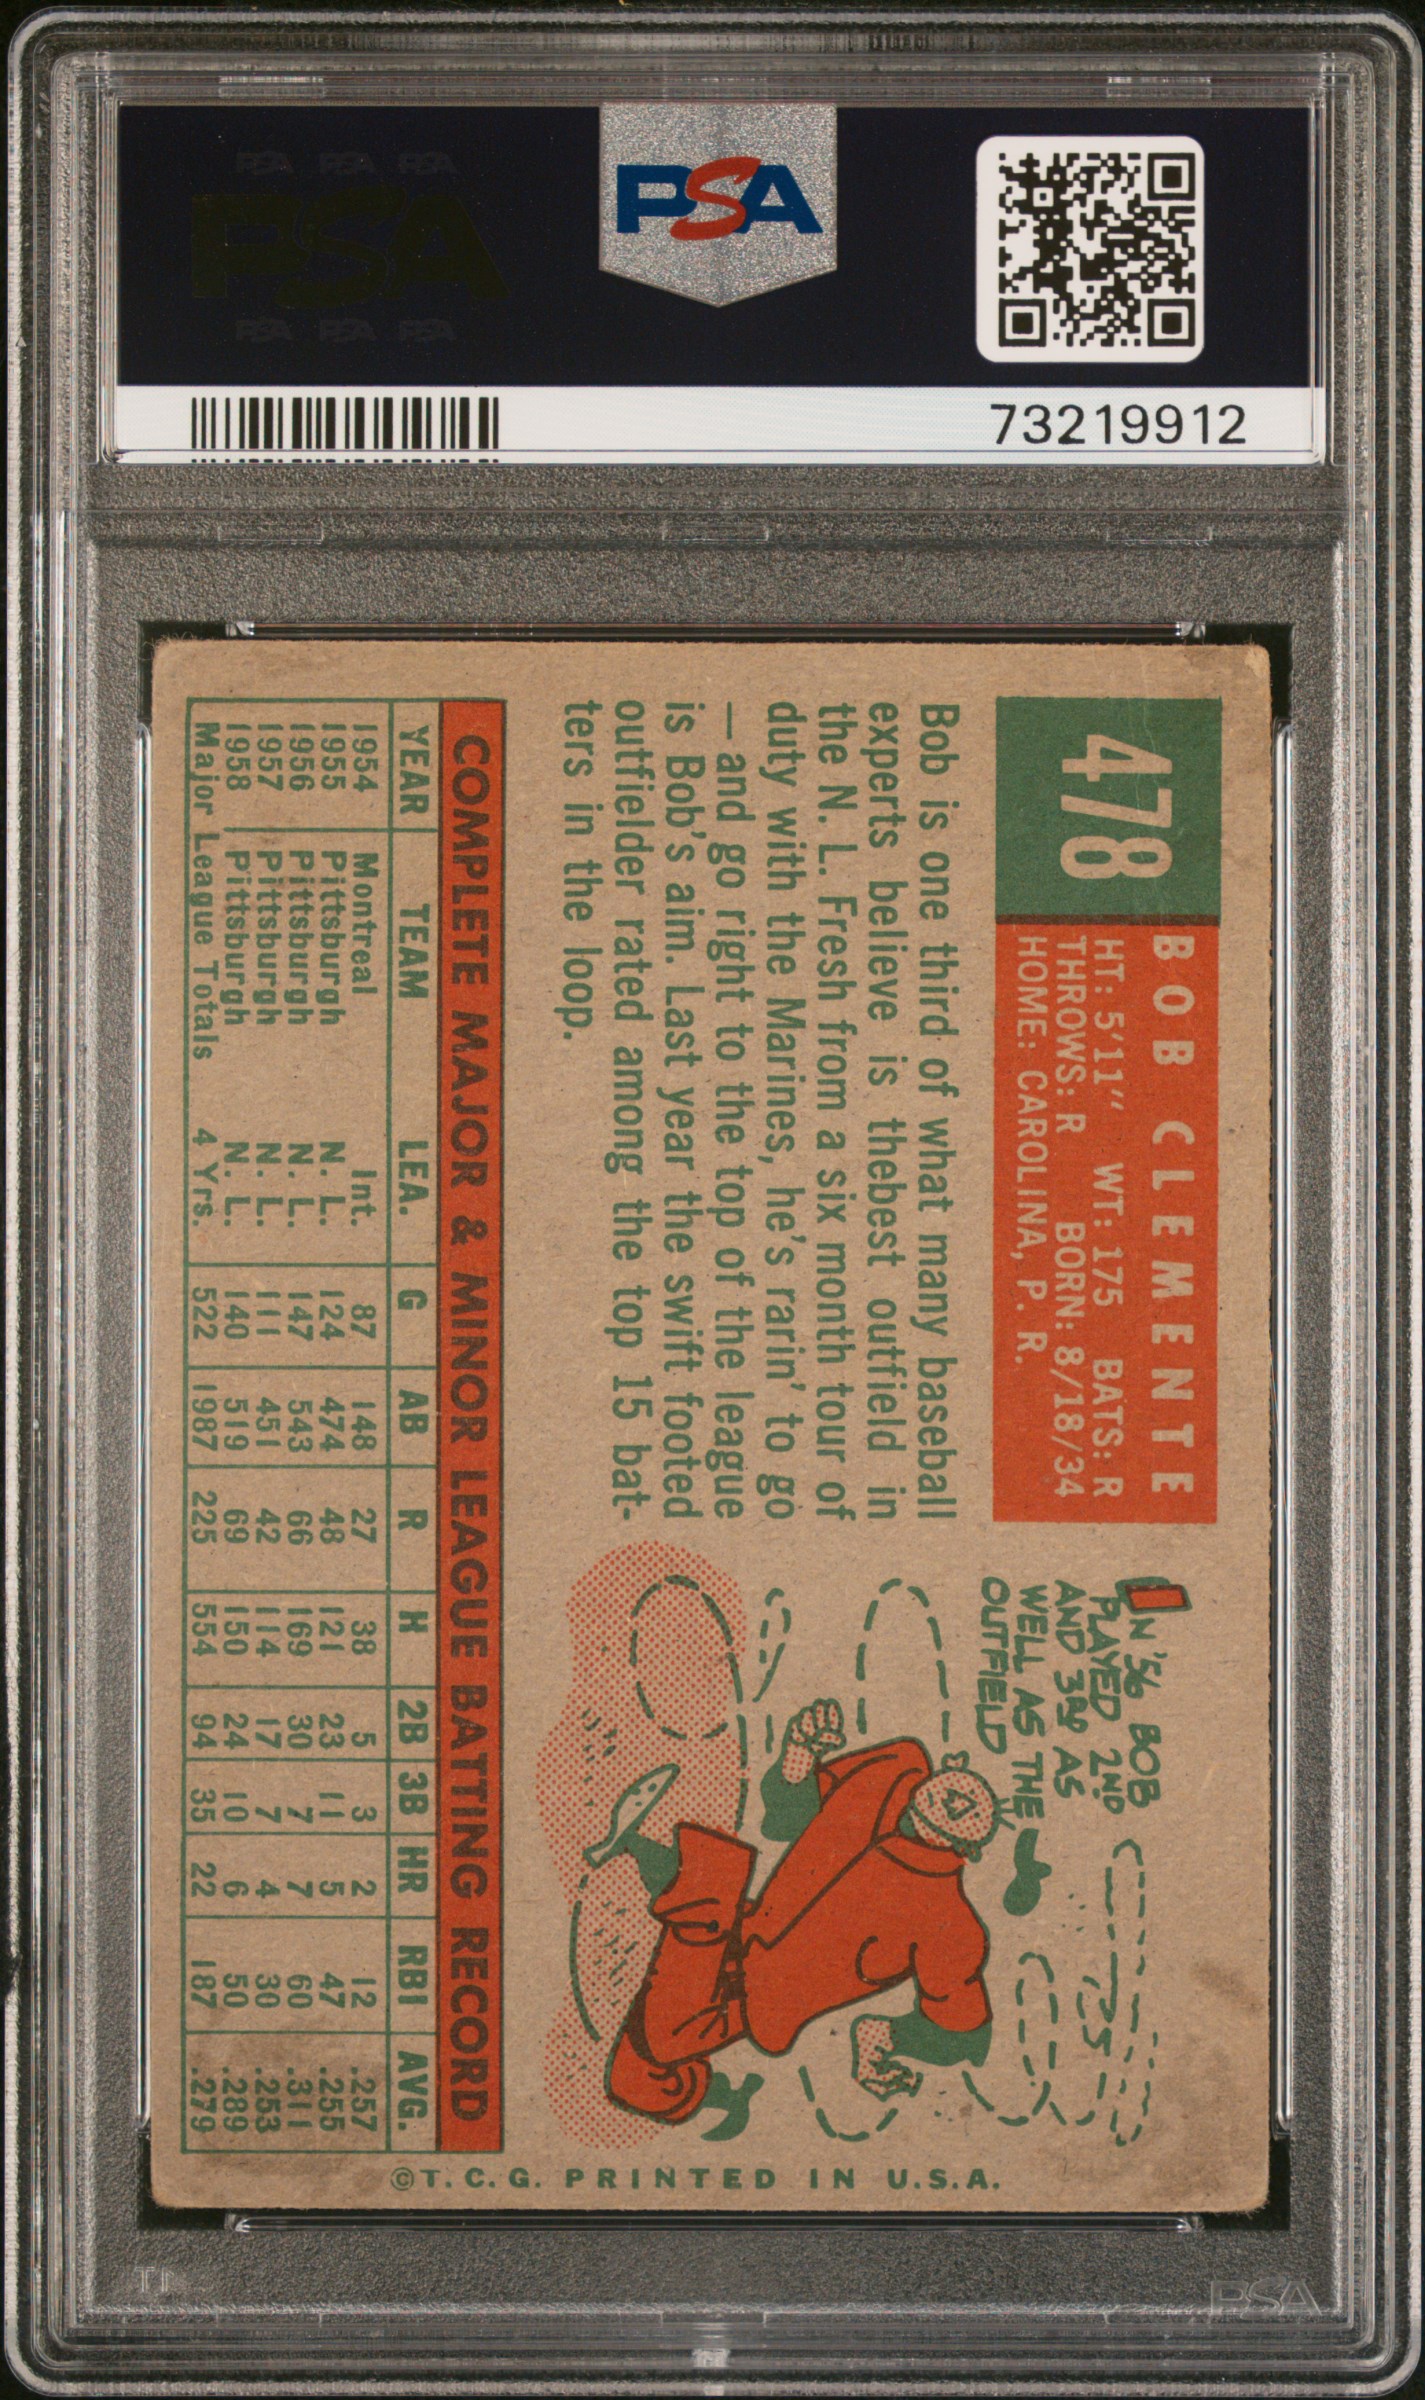 PSA PSA PSA
PSA
PSA PSA PSA
PSA
73219912
478
BOB CLEMENTE
HT: 5'11" WT: 175 BATS: R
THROWS: R BORN: 8/18/34
HOME: CAROLINA, P. R.
Bob is one third of what many baseball
experts believe is thebest outfield in
the N. L. Fresh from a six month tour of
duty with the Marines, he's rarin' to go
—and go right to the top of the league
is Bob's aim. Last year the swift footed
outfielder rated among the top 15 bat-
ters in the loop.
IN '56 BOB
PLAYED 2ND
AND 3RD AS
WELL AS THE
OUTFIELD
COMPLETE MAJOR & MINOR LEAGUE BATTING RECORD
YEAR TEAM LEA. G AB R H 2B 3B HR RBI AVG.
1954 Montreal Int. 87 148 27 38 5 3 2 12 .257
1955 Pittsburgh N. L. 124 474 48 121 23 11 5 47 .255
1956 Pittsburgh N. L. 147 543 66 169 30 7 7 60 .311
1957 Pittsburgh N. L. 111 451 42 114 17 7 4 30 .253
1958 Pittsburgh N. L. 140 519 69 150 24 10 6 50 .289
Major League Totals 4 Yrs. 522 1987 225 554 94 35 22 187 .279
©T. C. G. PRINTED IN U.S.A.
PSA